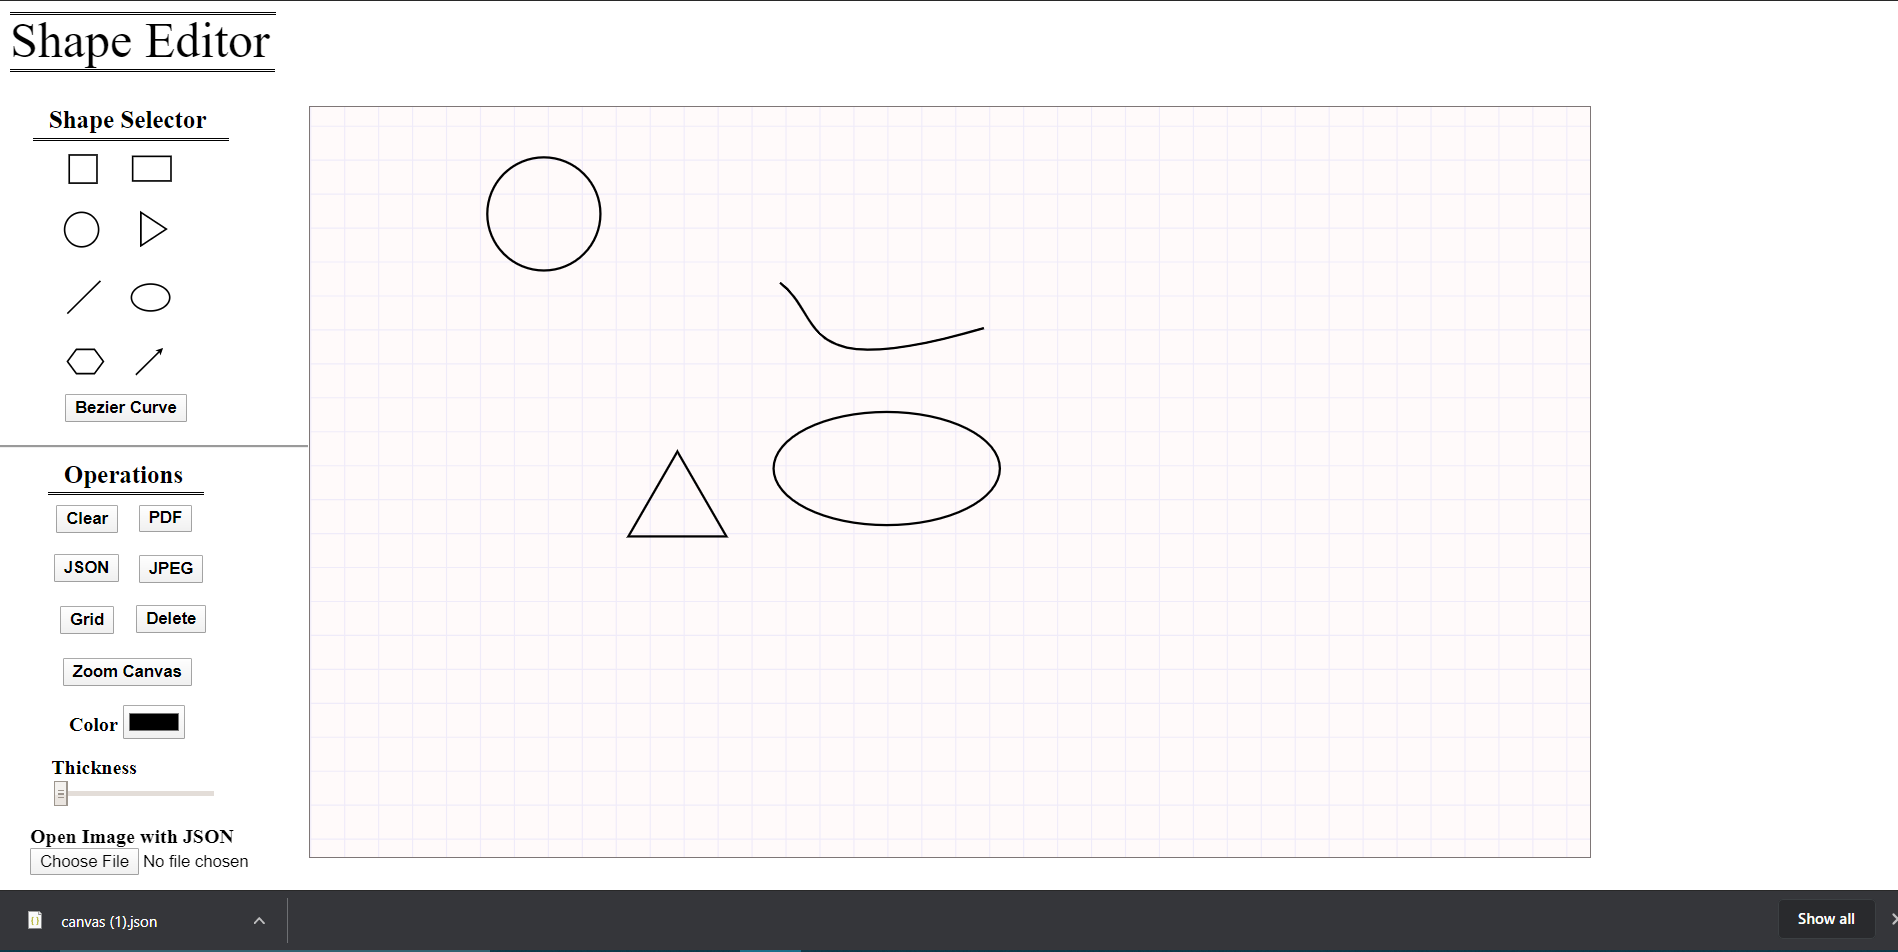 Shape Editor
Shape Selector
Bezier Curve
Operations
Clear PDF
JSON JPEG
Grid Delete
Zoom Canvas
Color
Thickness
Open Image with JSON
Choose File No file chosen
canvas (1).json
Show all